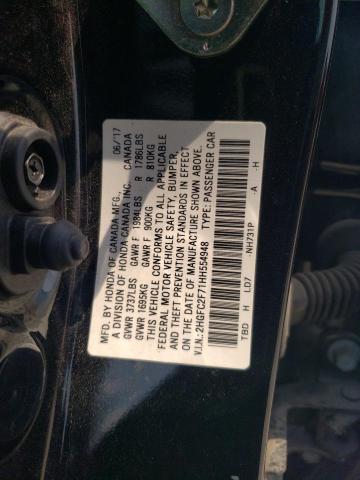 MFD. BY HONDA OF CANADA MFG. 06/17
A DIVISION OF HONDA CANADA INC. CANADA
GVWR 3737LBS GAWR F 1984LBS R 1786LBS
GVWR 1695KG GAWR F 900KG R 810KG
THIS VEHICLE CONFORMS TO ALL APPLICABLE
FEDERAL MOTOR VEHICLE SAFETY, BUMPER,
AND THEFT PREVENTION STANDARDS IN EFFECT
ON THE DATE OF MANUFACTURE SHOWN ABOVE.
V.I.N.: 2HGFC2F71HH554948 TYPE: PASSENGER CAR
TBD H LD7 NH731P A H